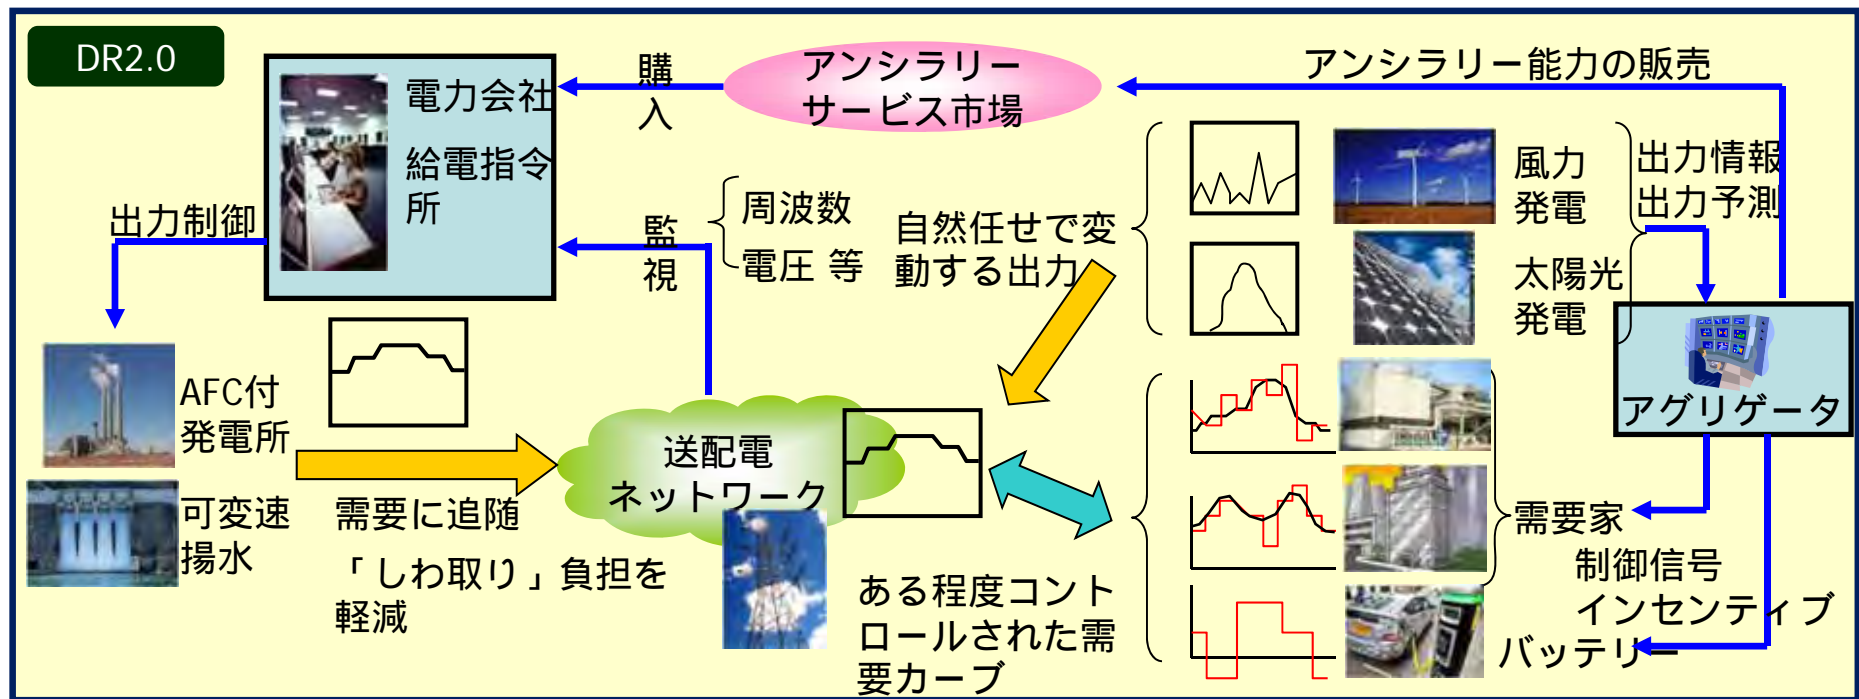 DR2.0
電力会社
給電指令
所
購
入
アンシラリー
サービス市場
アンシラリー能力の販売
出力制御
監
視
周波数
電圧 等
自然任せで変
動する出力
風力
発電
太陽光
発電
出力情報
出力予測
アグリゲータ
AFC付
発電所
可変速
揚水
需要に追随
「しわ取り」負担を
軽減
送配電
ネットワーク
ある程度コント
ロールされた需
要カーブ
需要家
制御信号
インセンティブ
バッテリー